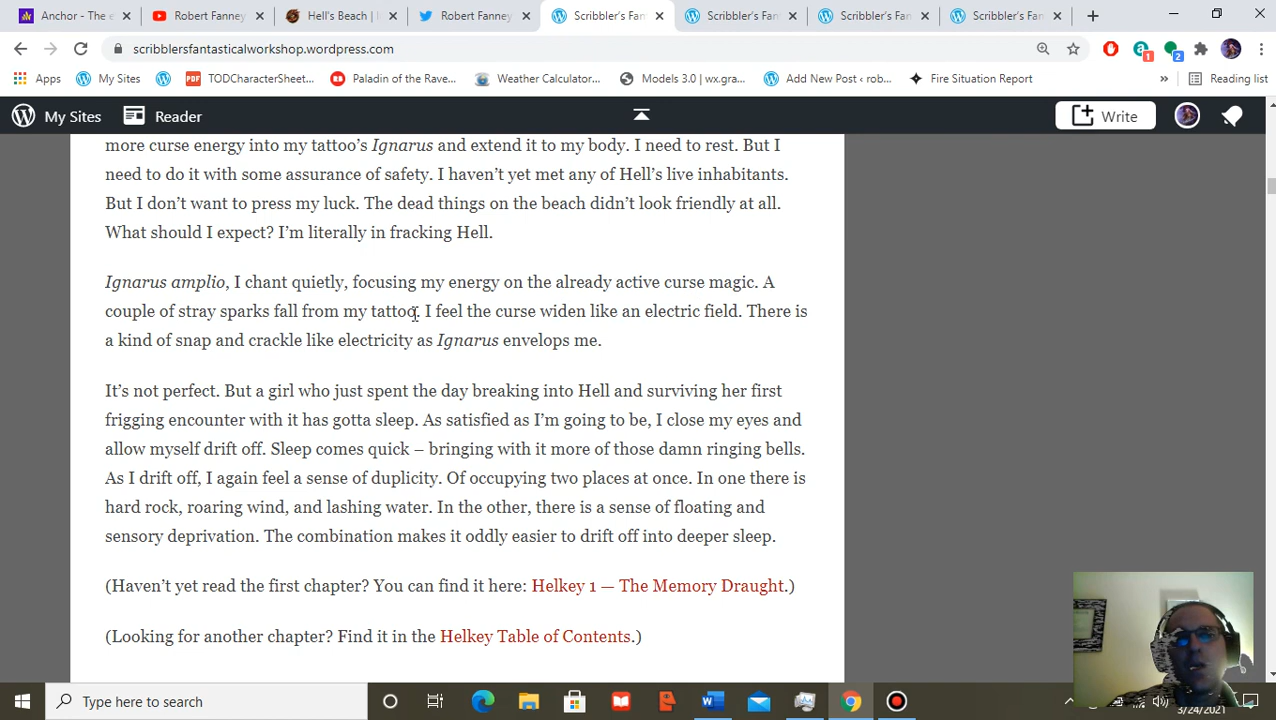 Anchor - The e
Robert Fanney
Hell's Beach | I
Robert Fanney
Scribbler's Fan
Scribbler's Fan
Scribbler's Fan
Scribbler's Fan
scribblersfantasticalworkshop.wordpress.com
1
2
Apps
My Sites
TODCharacterSheet...
Paladin of the Rave...
Weather Calculator...
Models 3.0 | wx.gra...
Add New Post ‹ rob...
Fire Situation Report
»
Reading list
My Sites
Reader
Write
more curse energy into my tattoo's Ignarus and extend it to my body. I need to rest. But I
need to do it with some assurance of safety. I haven't yet met any of Hell's live inhabitants.
But I don't want to press my luck. The dead things on the beach didn't look friendly at all.
What should I expect? I'm literally in fracking Hell.
Ignarus amplio, I chant quietly, focusing my energy on the already active curse magic. A
couple of stray sparks fall from my tattoo. I feel the curse widen like an electric field. There is
a kind of snap and crackle like electricity as Ignarus envelops me.
It's not perfect. But a girl who just spent the day breaking into Hell and surviving her first
frigging encounter with it has gotta sleep. As satisfied as I'm going to be, I close my eyes and
allow myself drift off. Sleep comes quick – bringing with it more of those damn ringing bells.
As I drift off, I again feel a sense of duplicity. Of occupying two places at once. In one there is
hard rock, roaring wind, and lashing water. In the other, there is a sense of floating and
sensory deprivation. The combination makes it oddly easier to drift off into deeper sleep.
(Haven't yet read the first chapter? You can find it here: Helkey 1 — The Memory Draught.)
(Looking for another chapter? Find it in the Helkey Table of Contents.)
Type here to search
3/24/2021